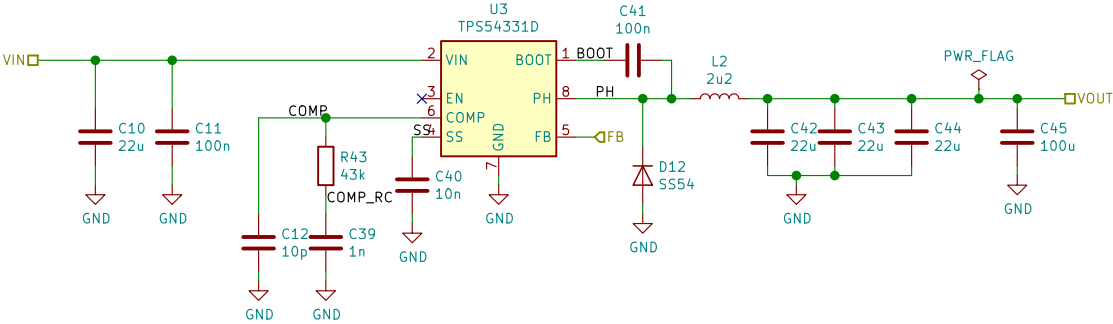 U3
TPS54331D
C41
100n
VIN
2
VIN
BOOT
1
BOOT
L2
2u2
PWR_FLAG
3
EN
PH
8
PH
VOUT
COMP
6
COMP
SS
4
SS
GND
FB
5
FB
7
C10
22u
C11
100n
R43
43k
COMP_RC
C40
10n
D12
SS54
C42
22u
C43
22u
C44
22u
C45
100u
GND
GND
GND
GND
GND
GND
GND
C12
10p
C39
1n
GND
GND